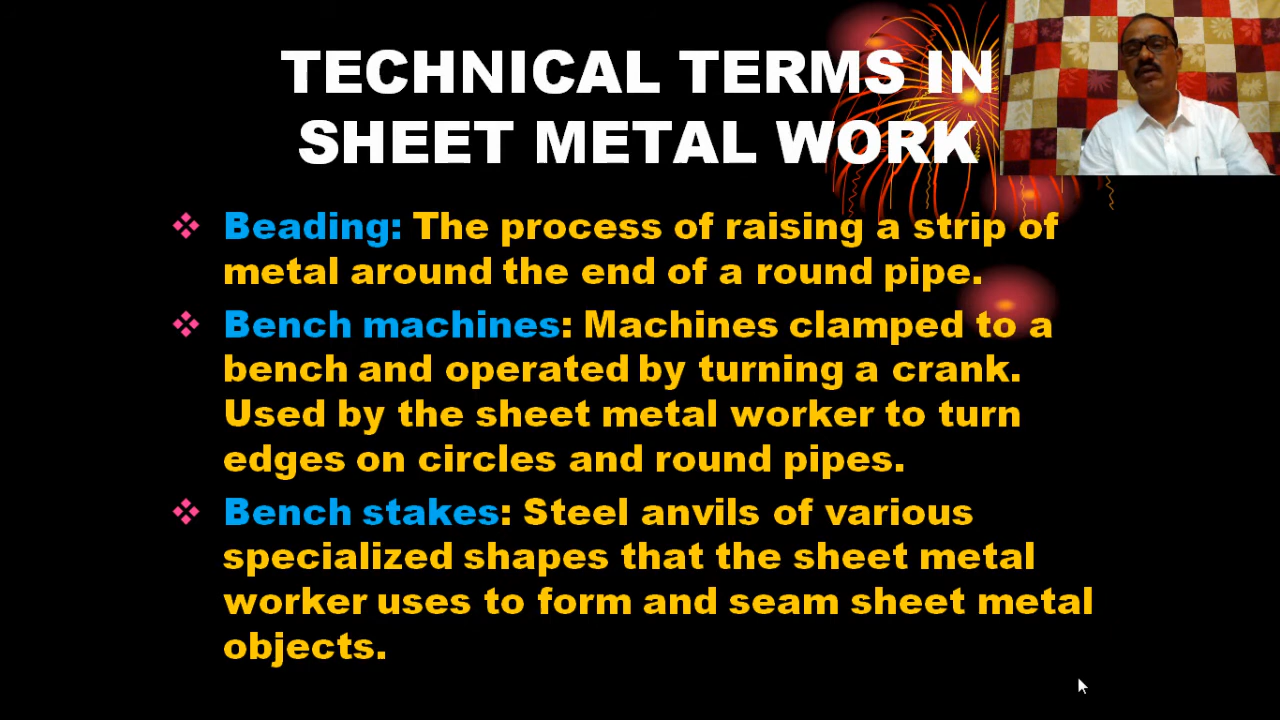 TECHNICAL TERMS IN
SHEET METAL WORK
Beading: The process of raising a strip of
metal around the end of a round pipe.
Bench machines: Machines clamped to a
bench and operated by turning a crank.
Used by the sheet metal worker to turn
edges on circles and round pipes.
Bench stakes: Steel anvils of various
specialized shapes that the sheet metal
worker uses to form and seam sheet metal
objects.